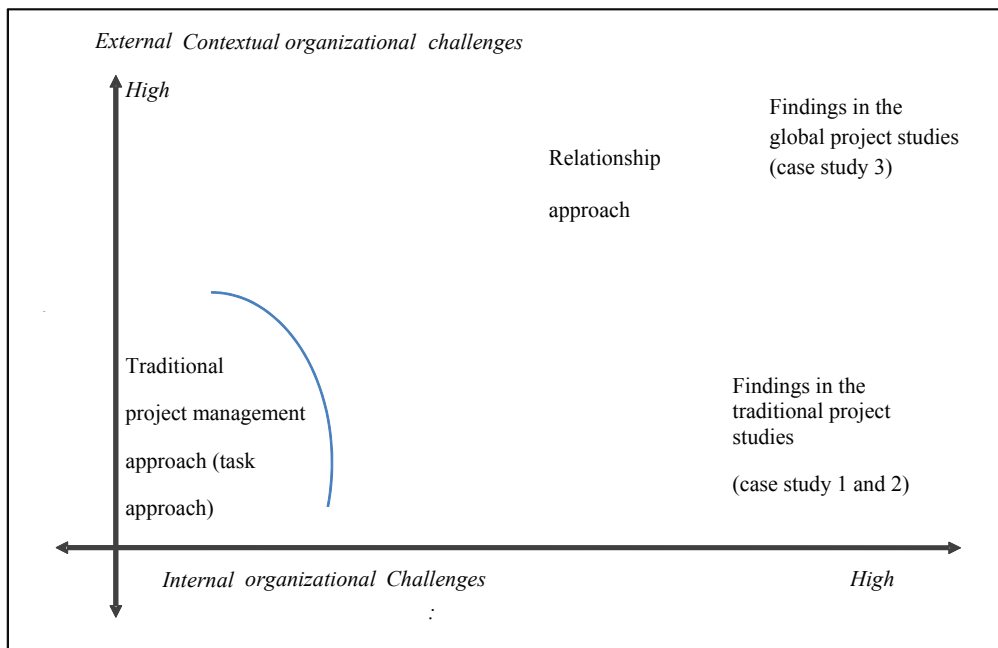 External Contextual organizational challenges
High
Findings in the
global project studies
(case study 3)
Relationship
approach
Traditional
project management
approach (task
approach)
Findings in the
traditional project
studies
(case study 1 and 2)
Internal organizational Challenges
High
: